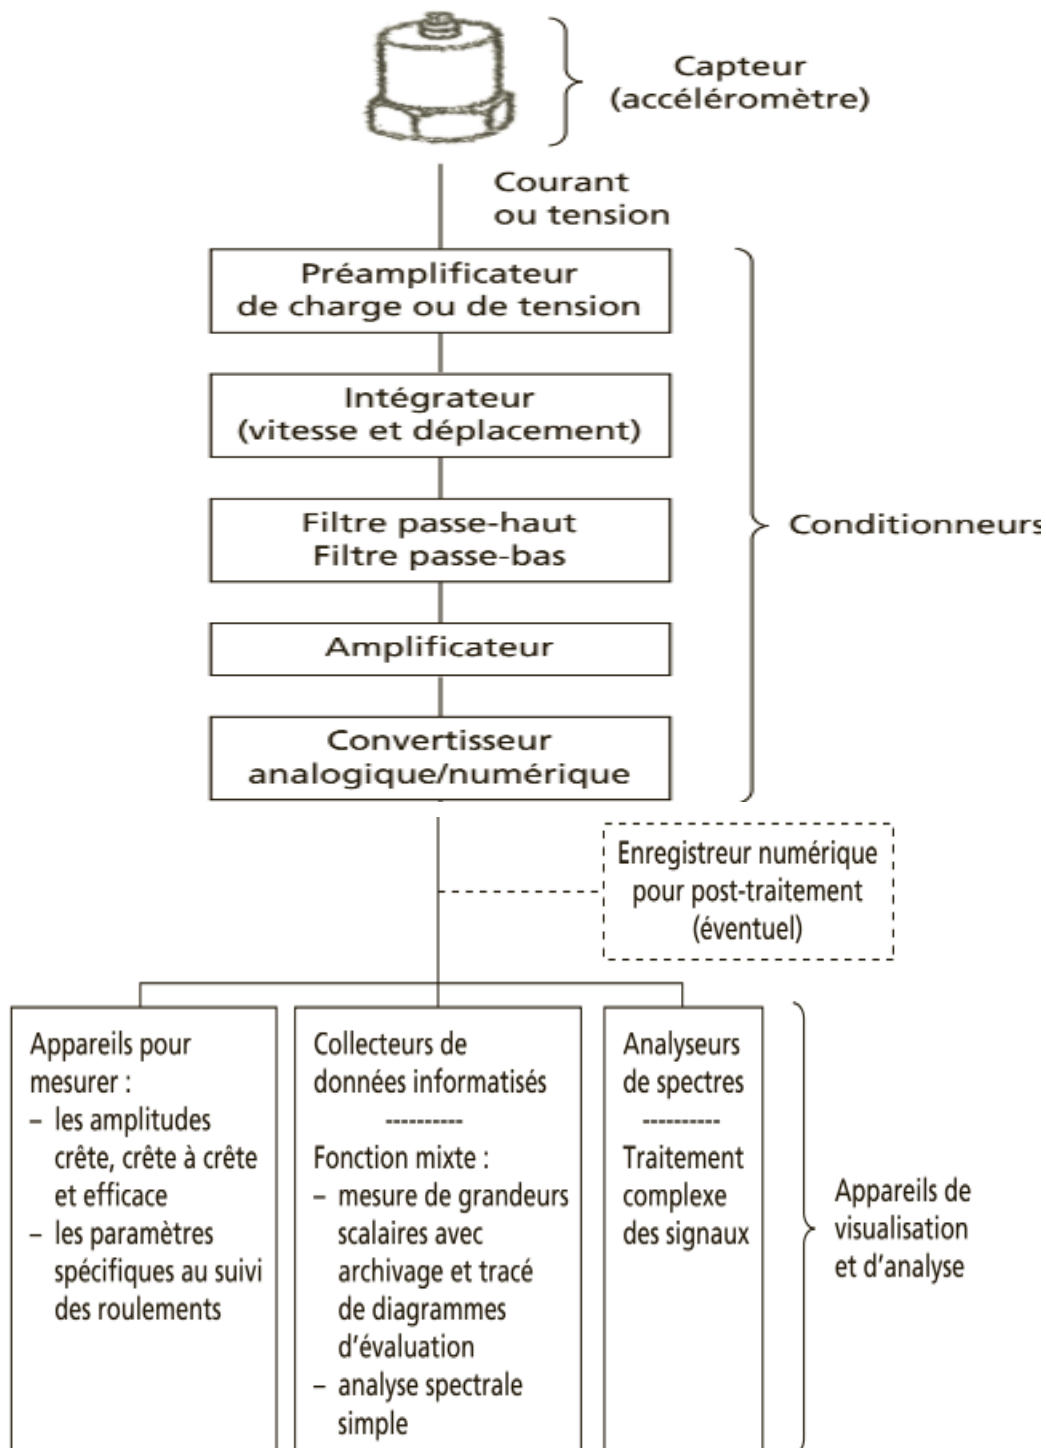 Capteur
(accéléromètre)
Courant
ou tension
Préamplificateur
de charge ou de tension
Intégrateur
(vitesse et déplacement)
Filtre passe-haut
Filtre passe-bas
Conditionneurs
Amplificateur
Convertisseur
analogique/numérique
Enregistreur numérique
pour post-traitement
(éventuel)
Appareils pour
mesurer :
– les amplitudes
crête, crête à crête
et efficace
– les paramètres
spécifiques au suivi
des roulements
Collecteurs de
données informatisés
----------
Fonction mixte :
– mesure de grandeurs
scalaires avec
archivage et tracé
de diagrammes
d’évaluation
– analyse spectrale
simple
Analyseurs
de spectres
----------
Traitement
complexe
des signaux
Appareils de
visualisation
et d’analyse